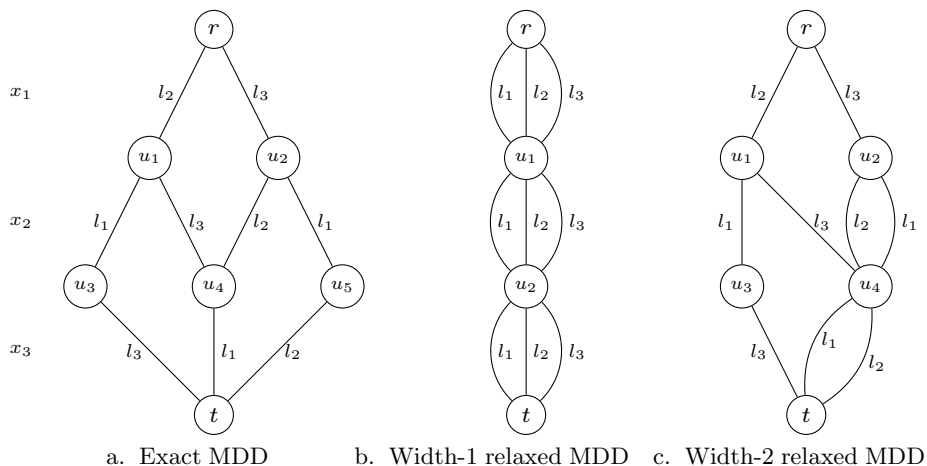 r r r
x₁ l₂ l₃ l₁ l₂ l₃ l₂ l₃
u₁ u₂ u₁ u₁ u₂
x₂ l₁ l₃ l₂ l₁ l₁ l₂ l₃ l₁ l₃ l₂ l₁
u₃ u₄ u₅ u₂ u₃ u₄
x₃ l₃ l₁ l₂ l₁ l₂ l₃ l₃ l₁ l₂
t t t
a. Exact MDD b. Width-1 relaxed MDD c. Width-2 relaxed MDD